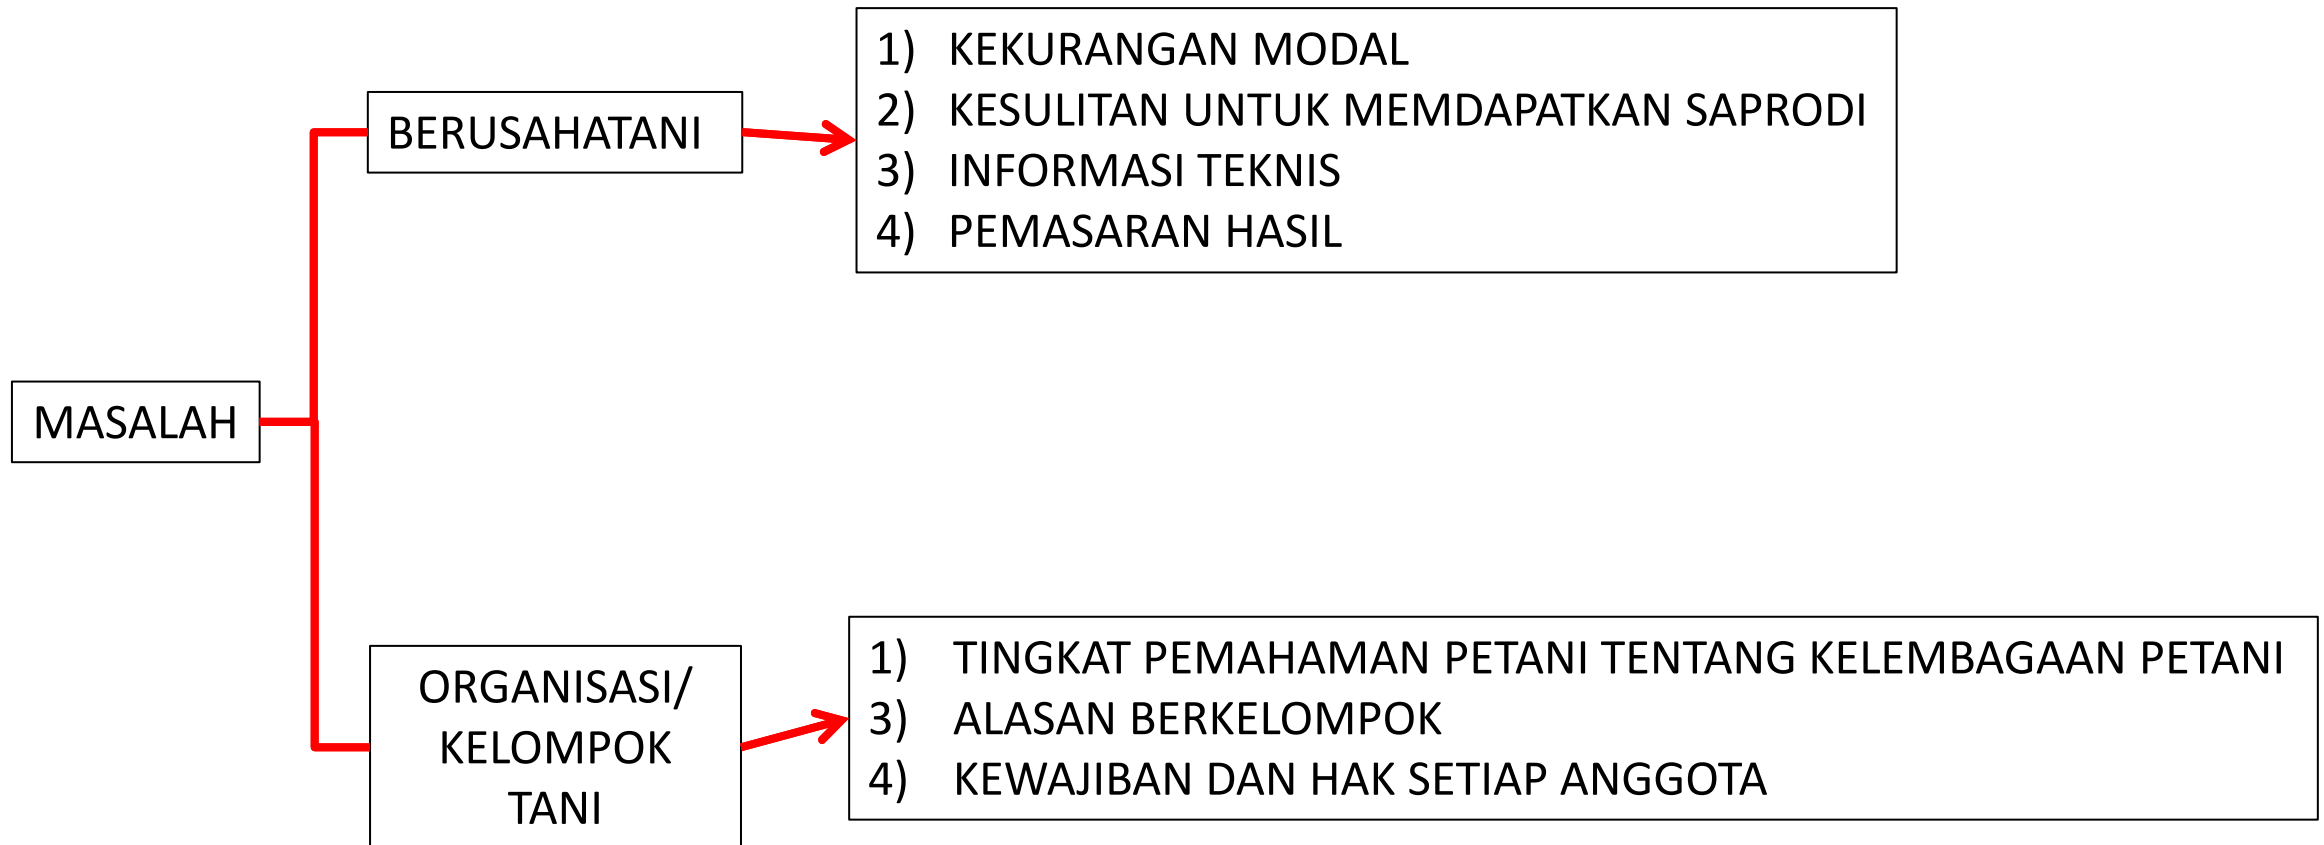 MASALAH
BERUSAHATANI
1) KEKURANGAN MODAL
2) KESULITAN UNTUK MEMDAPATKAN SAPRODI
3) INFORMASI TEKNIS
4) PEMASARAN HASIL
ORGANISASI/
KELOMPOK
TANI
1) TINGKAT PEMAHAMAN PETANI TENTANG KELEMBAGAAN PETANI
3) ALASAN BERKELOMPOK
4) KEWAJIBAN DAN HAK SETIAP ANGGOTA